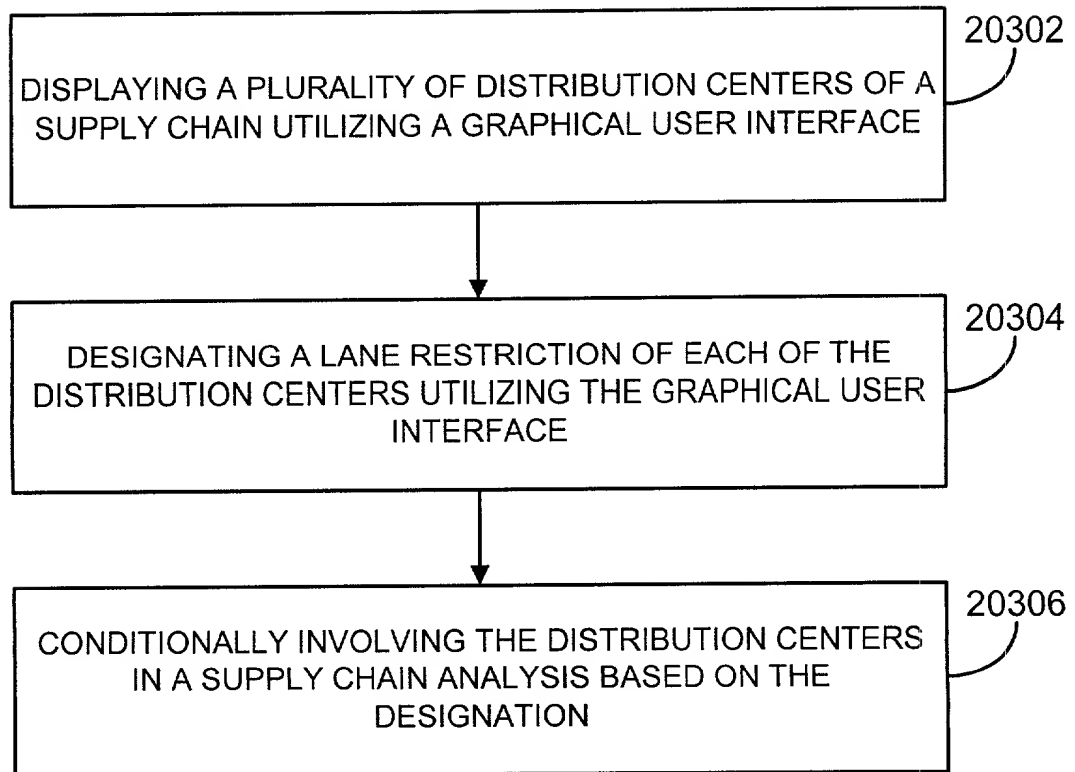 20302
DISPLAYING A PLURALITY OF DISTRIBUTION CENTERS OF A
SUPPLY CHAIN UTILIZING A GRAPHICAL USER INTERFACE
20304
DESIGNATING A LANE RESTRICTION OF EACH OF THE
DISTRIBUTION CENTERS UTILIZING THE GRAPHICAL USER
INTERFACE
20306
CONDITIONALLY INVOLVING THE DISTRIBUTION CENTERS
IN A SUPPLY CHAIN ANALYSIS BASED ON THE
DESIGNATION